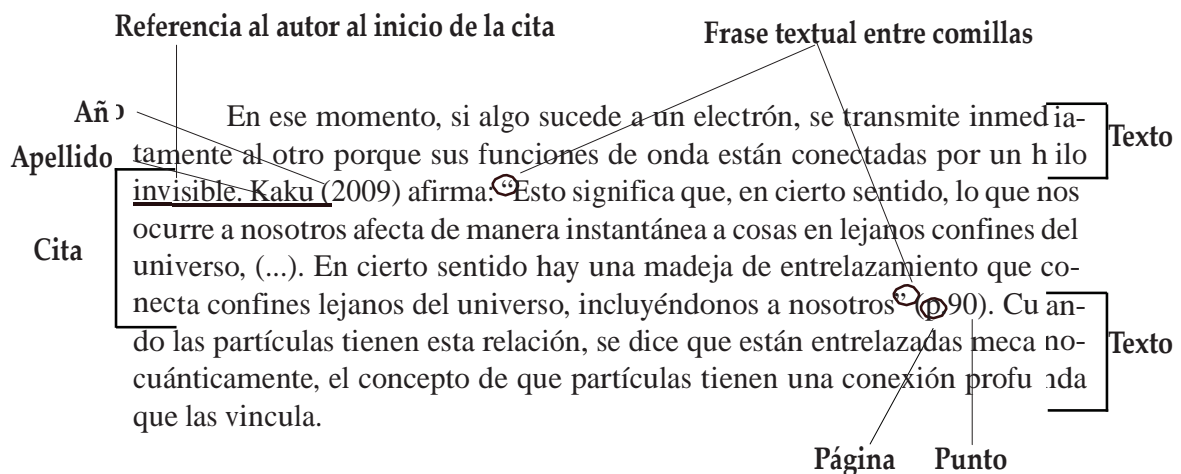 Referencia al autor al inicio de la cita
Frase textual entre comillas
Año
En ese momento, si algo sucede a un electrón, se transmite inmedia-
Texto
Apellido
tamente al otro porque sus funciones de onda están conectadas por un hilo
invisible. Kaku (2009) afirma: “Esto significa que, en cierto sentido, lo que nos
ocurre a nosotros afecta de manera instantánea a cosas en lejanos confines del
Cita
universo, (...). En cierto sentido hay una madeja de entrelazamiento que co-
necta confines lejanos del universo, incluyéndonos a nosotros” (p.90). Cuan-
do las partículas tienen esta relación, se dice que están entrelazadas mecano-
Texto
cuánticamente, el concepto de que partículas tienen una conexión profunda
que las vincula.
Página
Punto